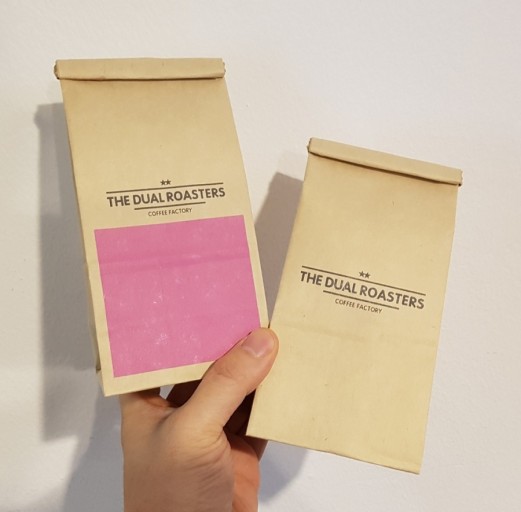 THE DUAL ROASTERS
COFFEE FACTORY
THE DUAL ROASTERS
COFFEE FACTORY